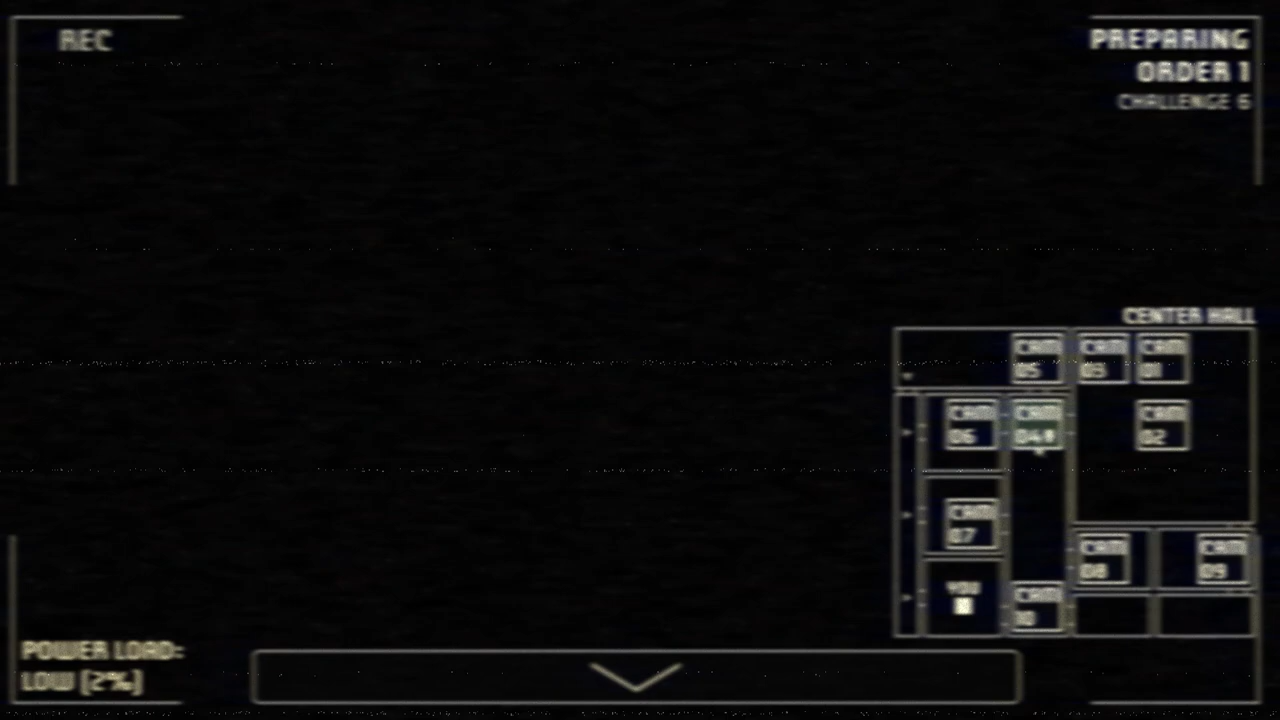 REC
PREPARING
ORDER 1
CHALLENGE 6
CENTER HALL
CAM 05
CAM 03
CAM 01
CAM 06
CAM 04#
CAM 02
CAM 07
CAM 08
CAM 09
YOU
CAM 10
POWER LOAD:
LOW (2%)